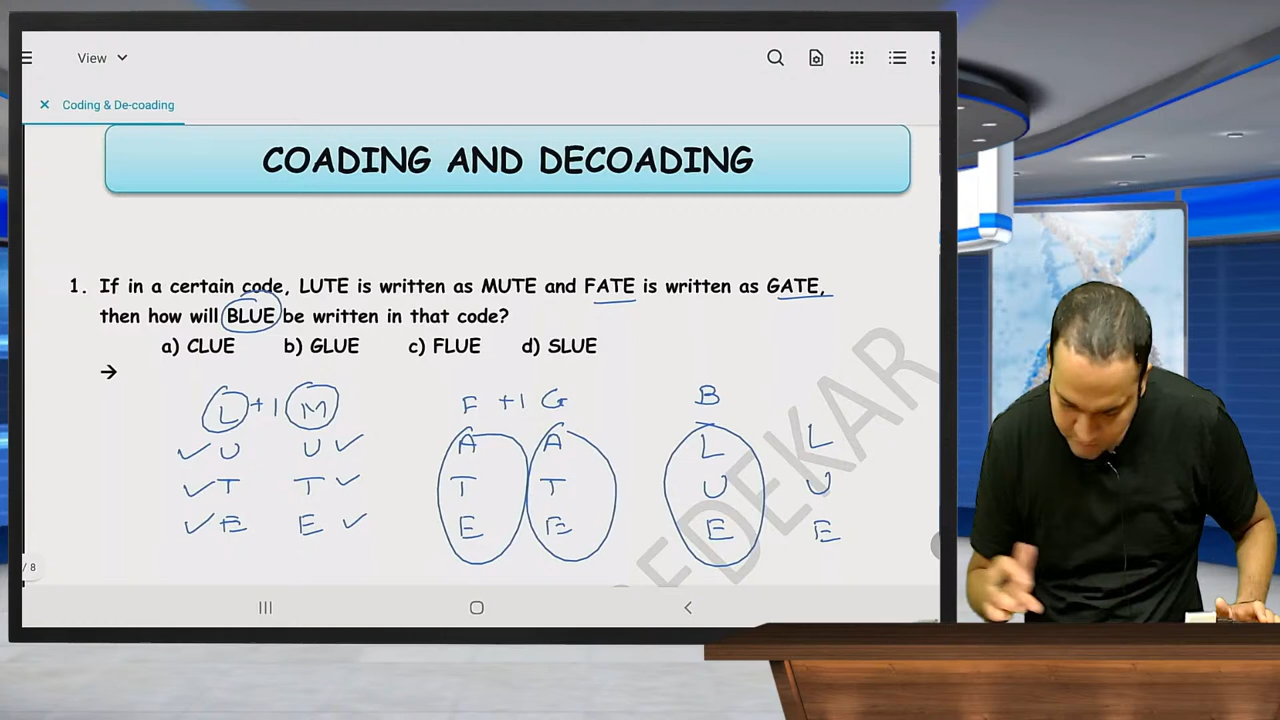 View
Coding & De-coading
COADING AND DECOADING
1. If in a certain code, LUTE is written as MUTE and FATE is written as GATE,
then how will BLUE be written in that code?
a) CLUE b) GLUE c) FLUE d) SLUE
→
L +1 M F +1 G B
U U A A L L
T T T T U U
E E E E E E
EDEKAR
/ 8